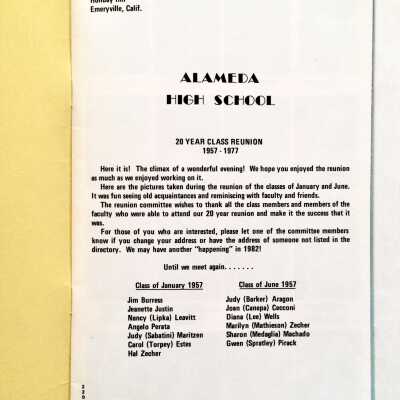 Emeryville, Calif.
ALAMEDA
HIGH SCHOOL
20 YEAR CLASS REUNION
1957 - 1977
Here it is! The climax of a wonderful evening! We hope you enjoyed the reunion
as much as we enjoyed working on it.
Here are the pictures taken during the reunion of the classes of January and June.
It was fun seeing old acquaintances and reminiscing with faculty and friends.
The reunion committee wishes to thank all the class members and members of the
faculty who were able to attend our 20 year reunion and make it the success that it
was.
For those of you who are interested, please let one of the committee members
know if you change your address or have the address of someone not listed in the
directory. We may have another "happening" in 1982!
Until we meet again. . . . . . .
Class of January 1957
Jim Burress
Jeanette Justin
Nancy (Lipka) Leavitt
Angelo Perata
Judy (Sabatini) Maritzen
Carol (Torpey) Estes
Hal Zecher
Class of June 1957
Judy (Barker) Aragon
Joan (Canepa) Cecconi
Diana (Lee) Wells
Marilyn (Mathieson) Zecher
Sharon (Medaglia) Machado
Gwen (Spratley) Pirack